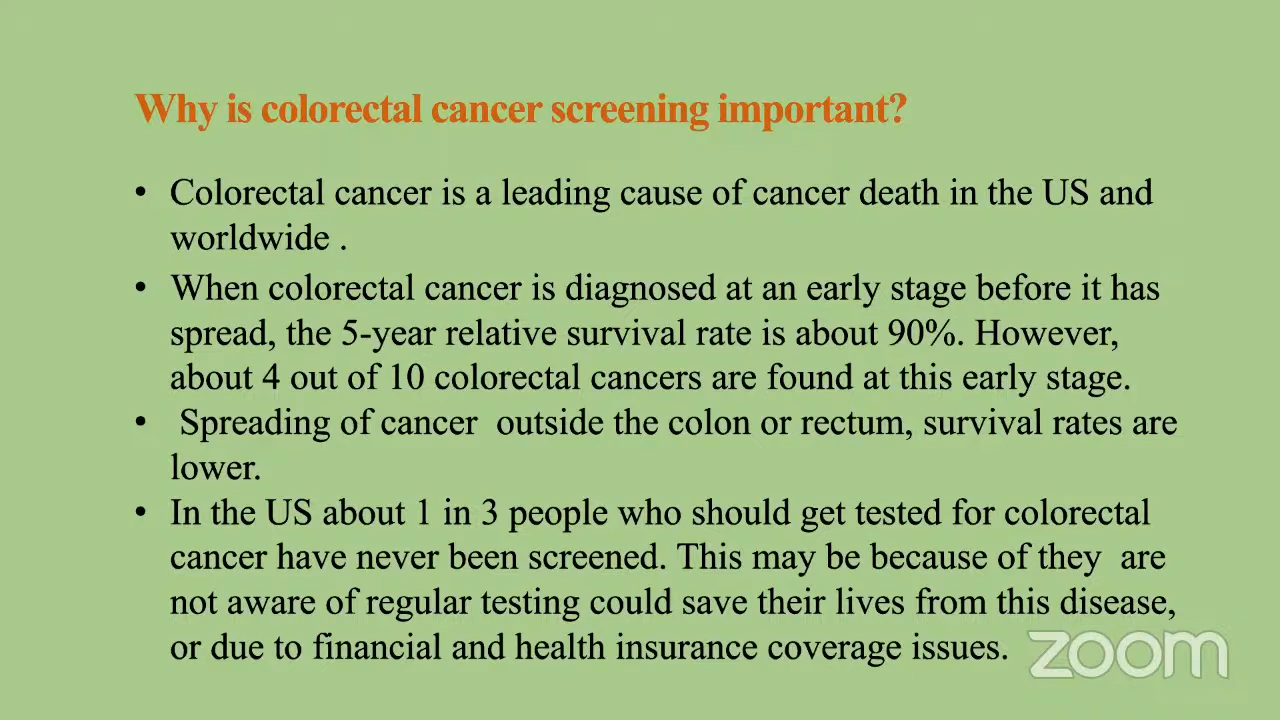 Why is colorectal cancer screening important?
• Colorectal cancer is a leading cause of cancer death in the US and
worldwide .
• When colorectal cancer is diagnosed at an early stage before it has
spread, the 5-year relative survival rate is about 90%. However,
about 4 out of 10 colorectal cancers are found at this early stage.
• Spreading of cancer  outside the colon or rectum, survival rates are
lower.
• In the US about 1 in 3 people who should get tested for colorectal
cancer have never been screened. This may be because of they  are
not aware of regular testing could save their lives from this disease,
or due to financial and health insurance coverage issues.
zoom